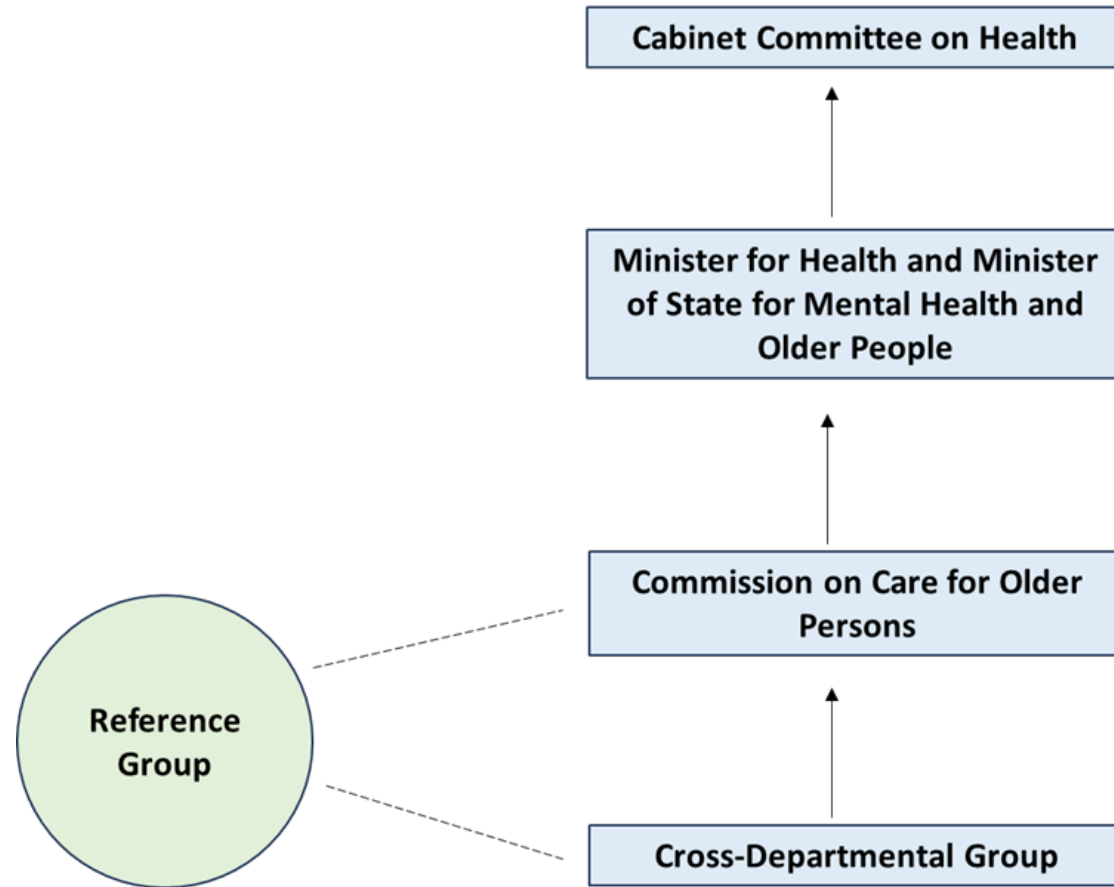 Cabinet Committee on Health
Minister for Health and Minister
of State for Mental Health and
Older People
Commission on Care for Older
Persons
Reference
Group
Cross-Departmental Group